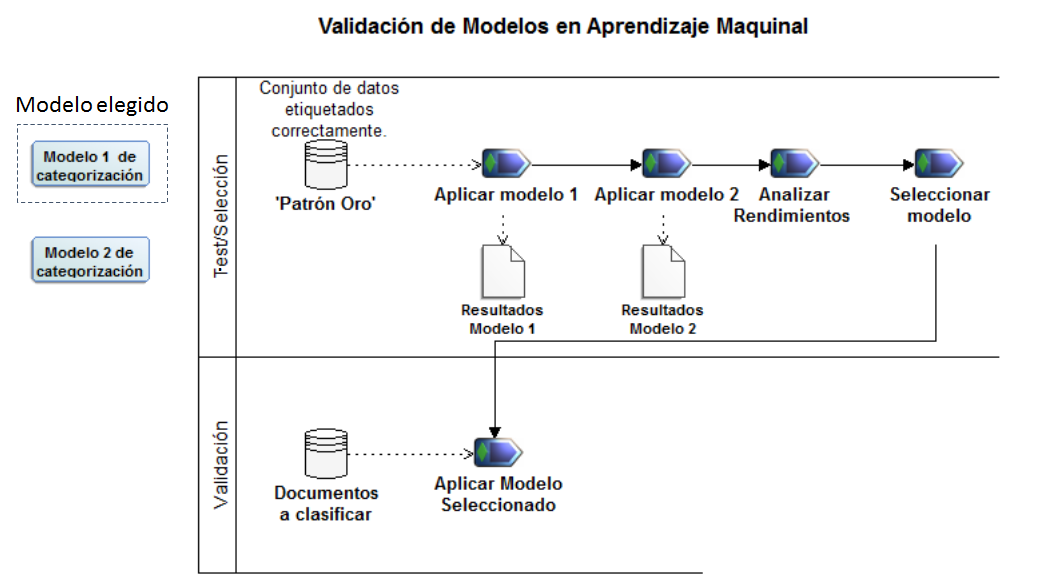 Validación de Modelos en Aprendizaje Maquinal
Modelo elegido
Modelo 1 de
categorización
Modelo 2 de
categorización
Test/Selección
Conjunto de datos
etiquetados
correctamente.
'Patrón Oro'
Aplicar modelo 1
Aplicar modelo 2
Analizar
Rendimientos
Seleccionar
modelo
Resultados
Modelo 1
Resultados
Modelo 2
Validación
Documentos
a clasificar
Aplicar Modelo
Seleccionado